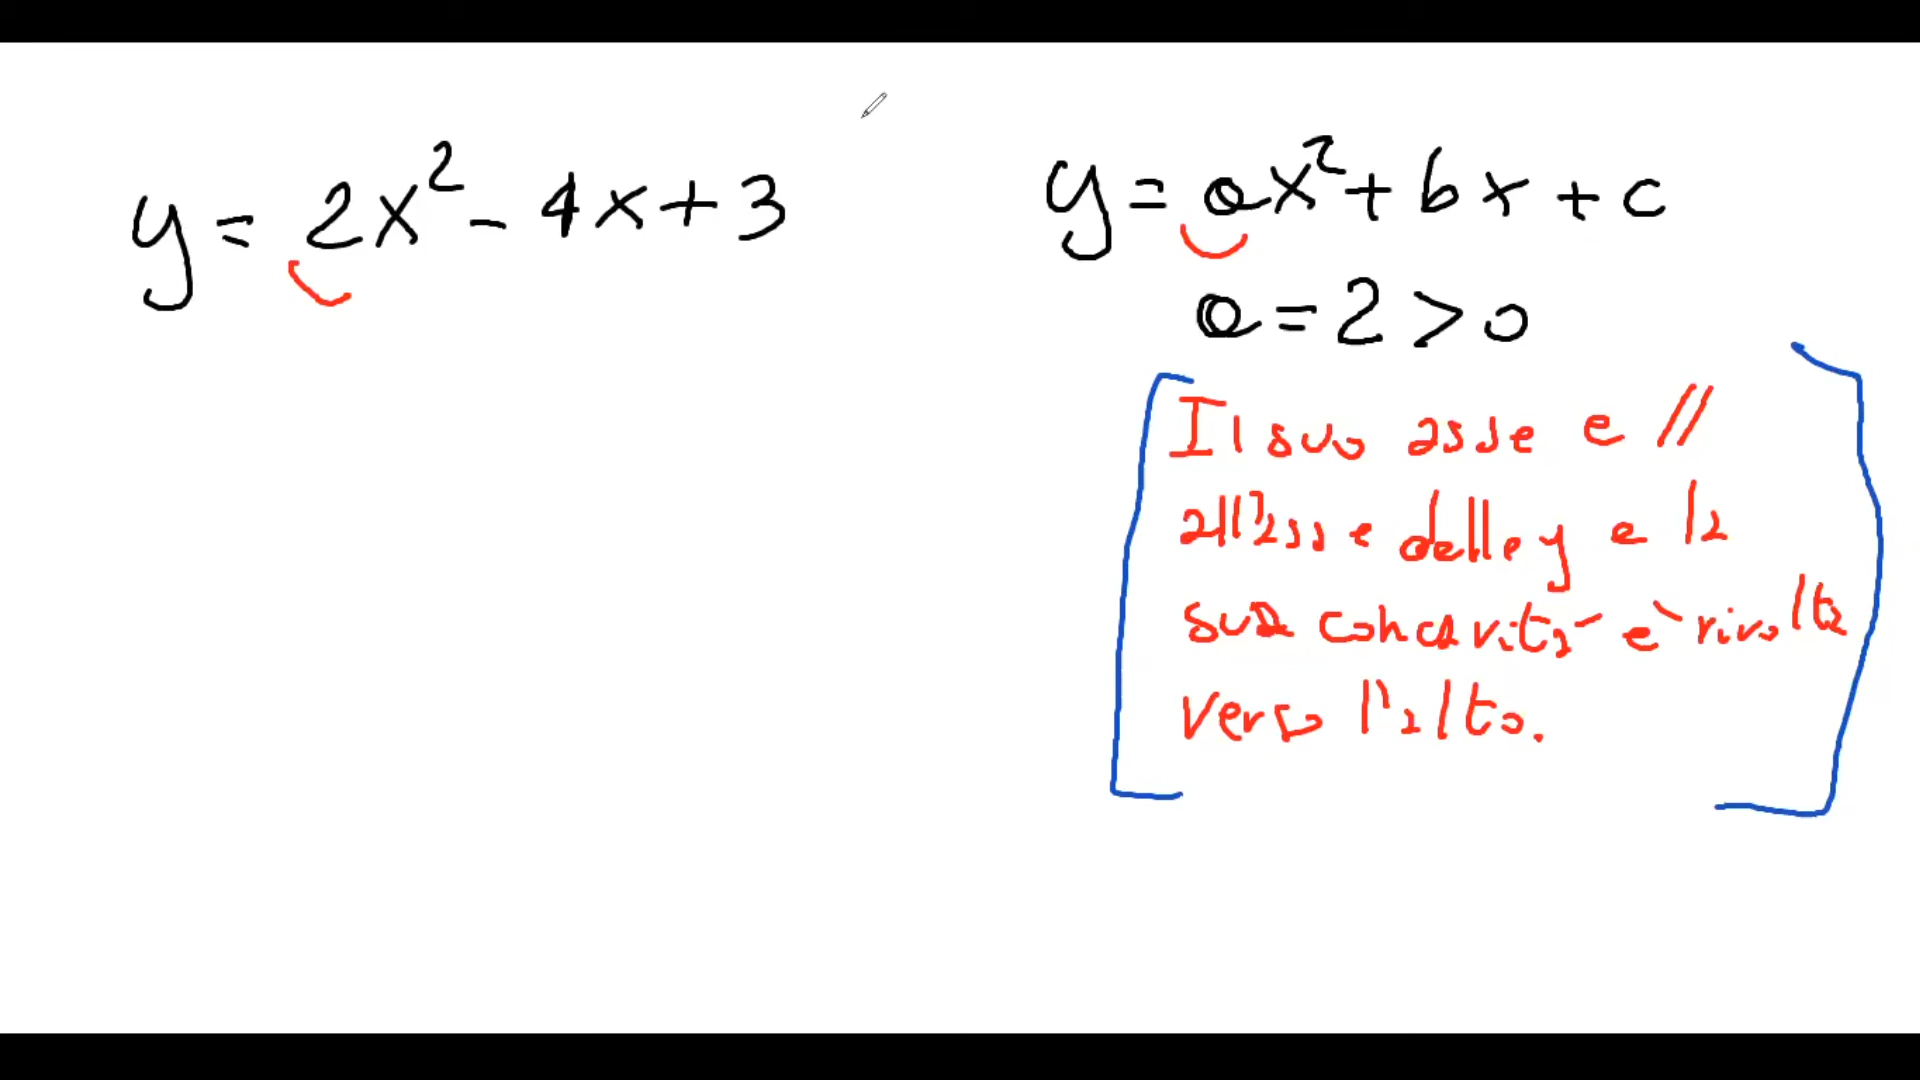 y = 2x² - 4x + 3
y = ax² + bx + c
a = 2 > 0
Il suo asse e //
all'asse delle y e la
sua concavità è rivolta
verso l'alto.